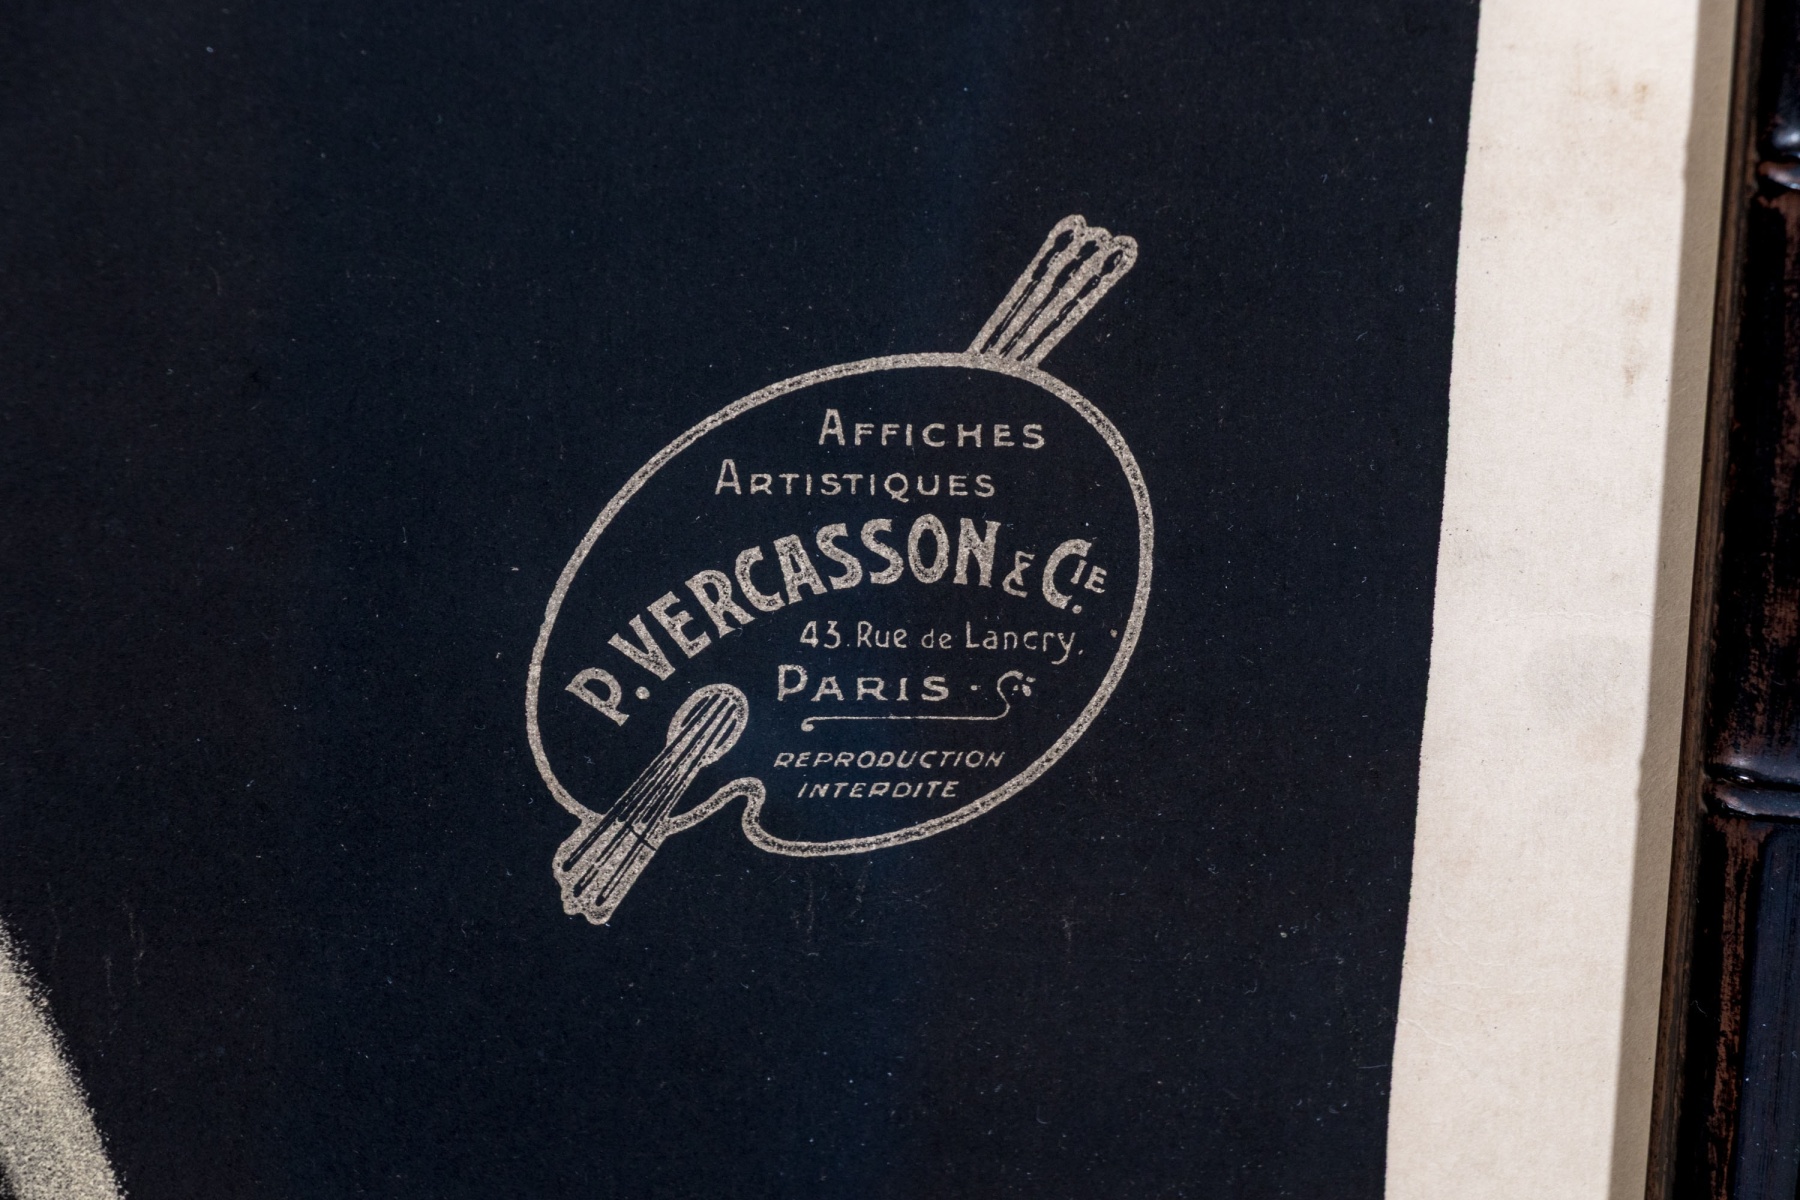 AFFICHES
ARTISTIQUES
P. VERCASSON & CIE
43. Rue de Lancry.
PARIS
REPRODUCTION
INTERDITE